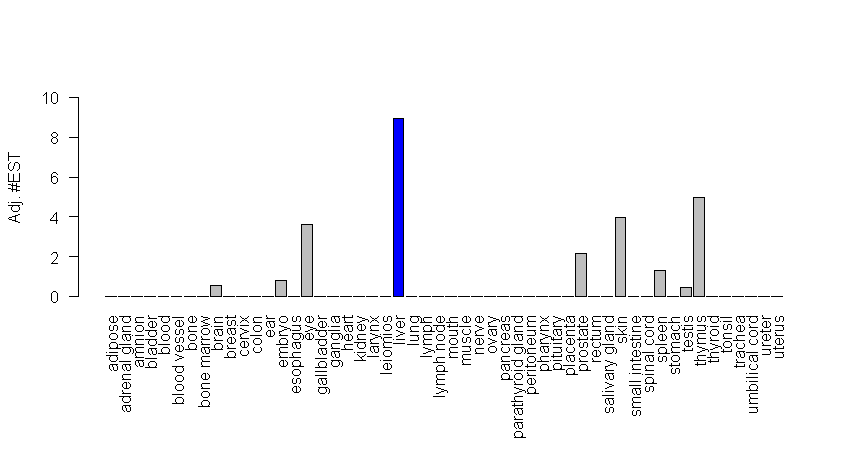 Adj. #EST
10
8
6
4
2
0
adipose
adrenal gland
amnion
bladder
blood
blood vessel
bone
bone marrow
brain
breast
cervix
colon
ear
embryo
esophagus
eye
gallbladder
ganglia
heart
kidney
larynx
leiomios
liver
lung
lymph
lymph node
mouth
muscle
nerve
ovary
pancreas
parathyroid gland
peritoneum
pharynx
pituitary
placenta
prostate
rectum
salivary gland
skin
small intestine
spinal cord
spleen
stomach
testis
thymus
thyroid
tonsil
trachea
umbilical cord
ureter
uterus